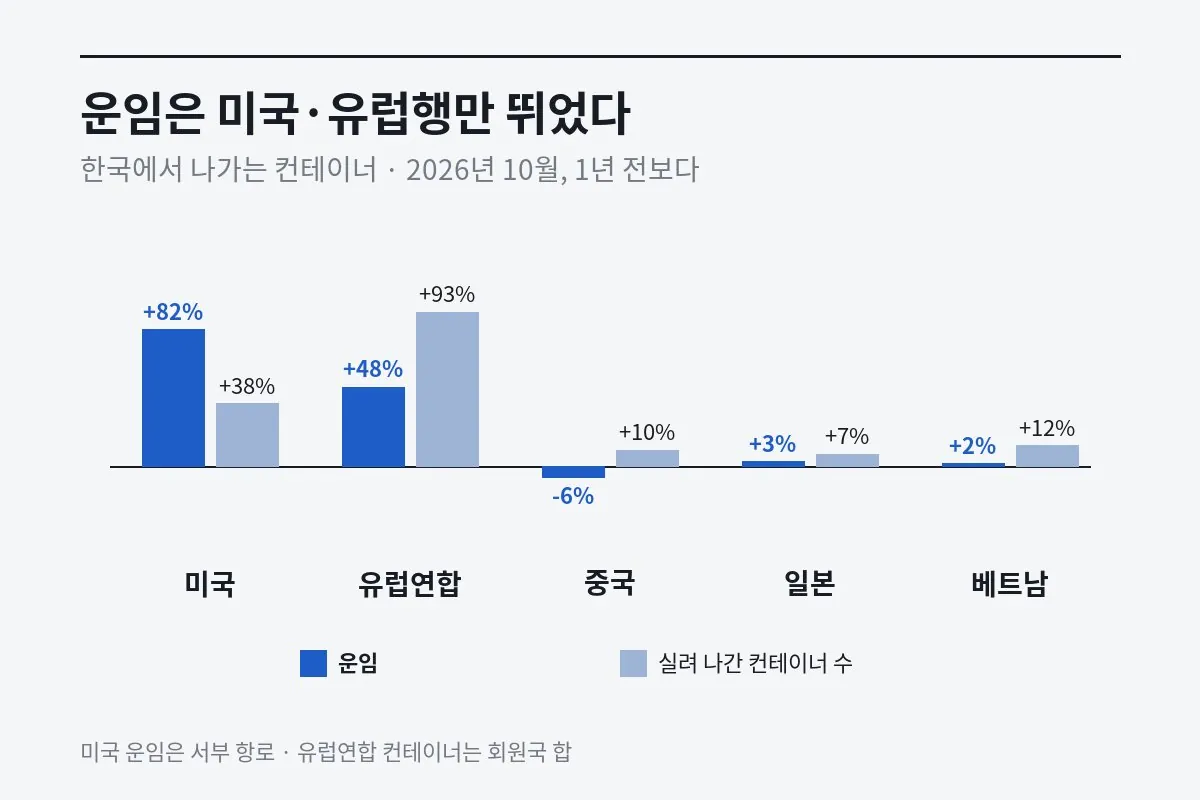 운임은 미국·유럽행만 뛰었다
한국에서 나가는 컨테이너 · 2026년 10월, 1년 전보다
+82%
+38%
+48%
+93%
-6%
+10%
+3%
+7%
+2%
+12%
미국
유럽연합
중국
일본
베트남
운임
실려 나간 컨테이너 수
미국 운임은 서부 항로 · 유럽연합 컨테이너는 회원국 합